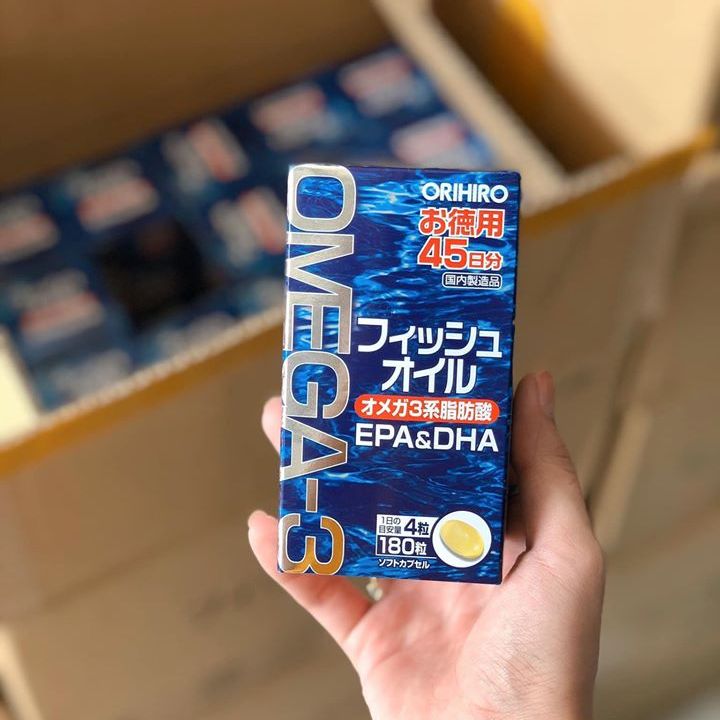 OMEGA-3
ORIHIRO
お徳用
45日分
国内製造品
フィッシュ
オイル
オメガ3系脂肪酸
EPA&DHA
1日の
目安量 4粒
180粒
ソフトカプセル